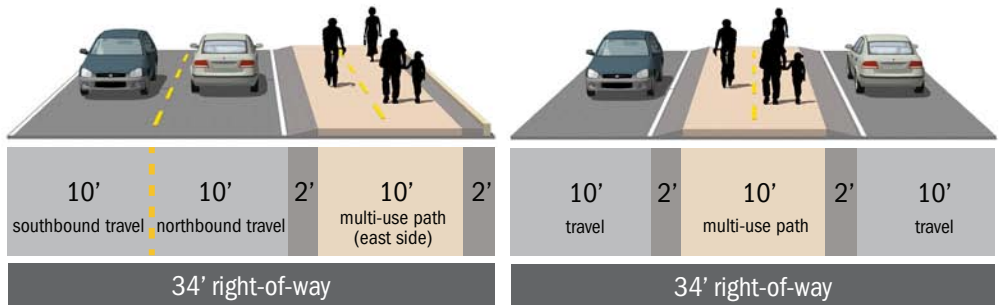 10’
southbound travel
10’
northbound travel
2’
10’
multi-use path
(east side)
2’
34’ right-of-way
10’
travel
2’
10’
multi-use path
2’
10’
travel
34’ right-of-way